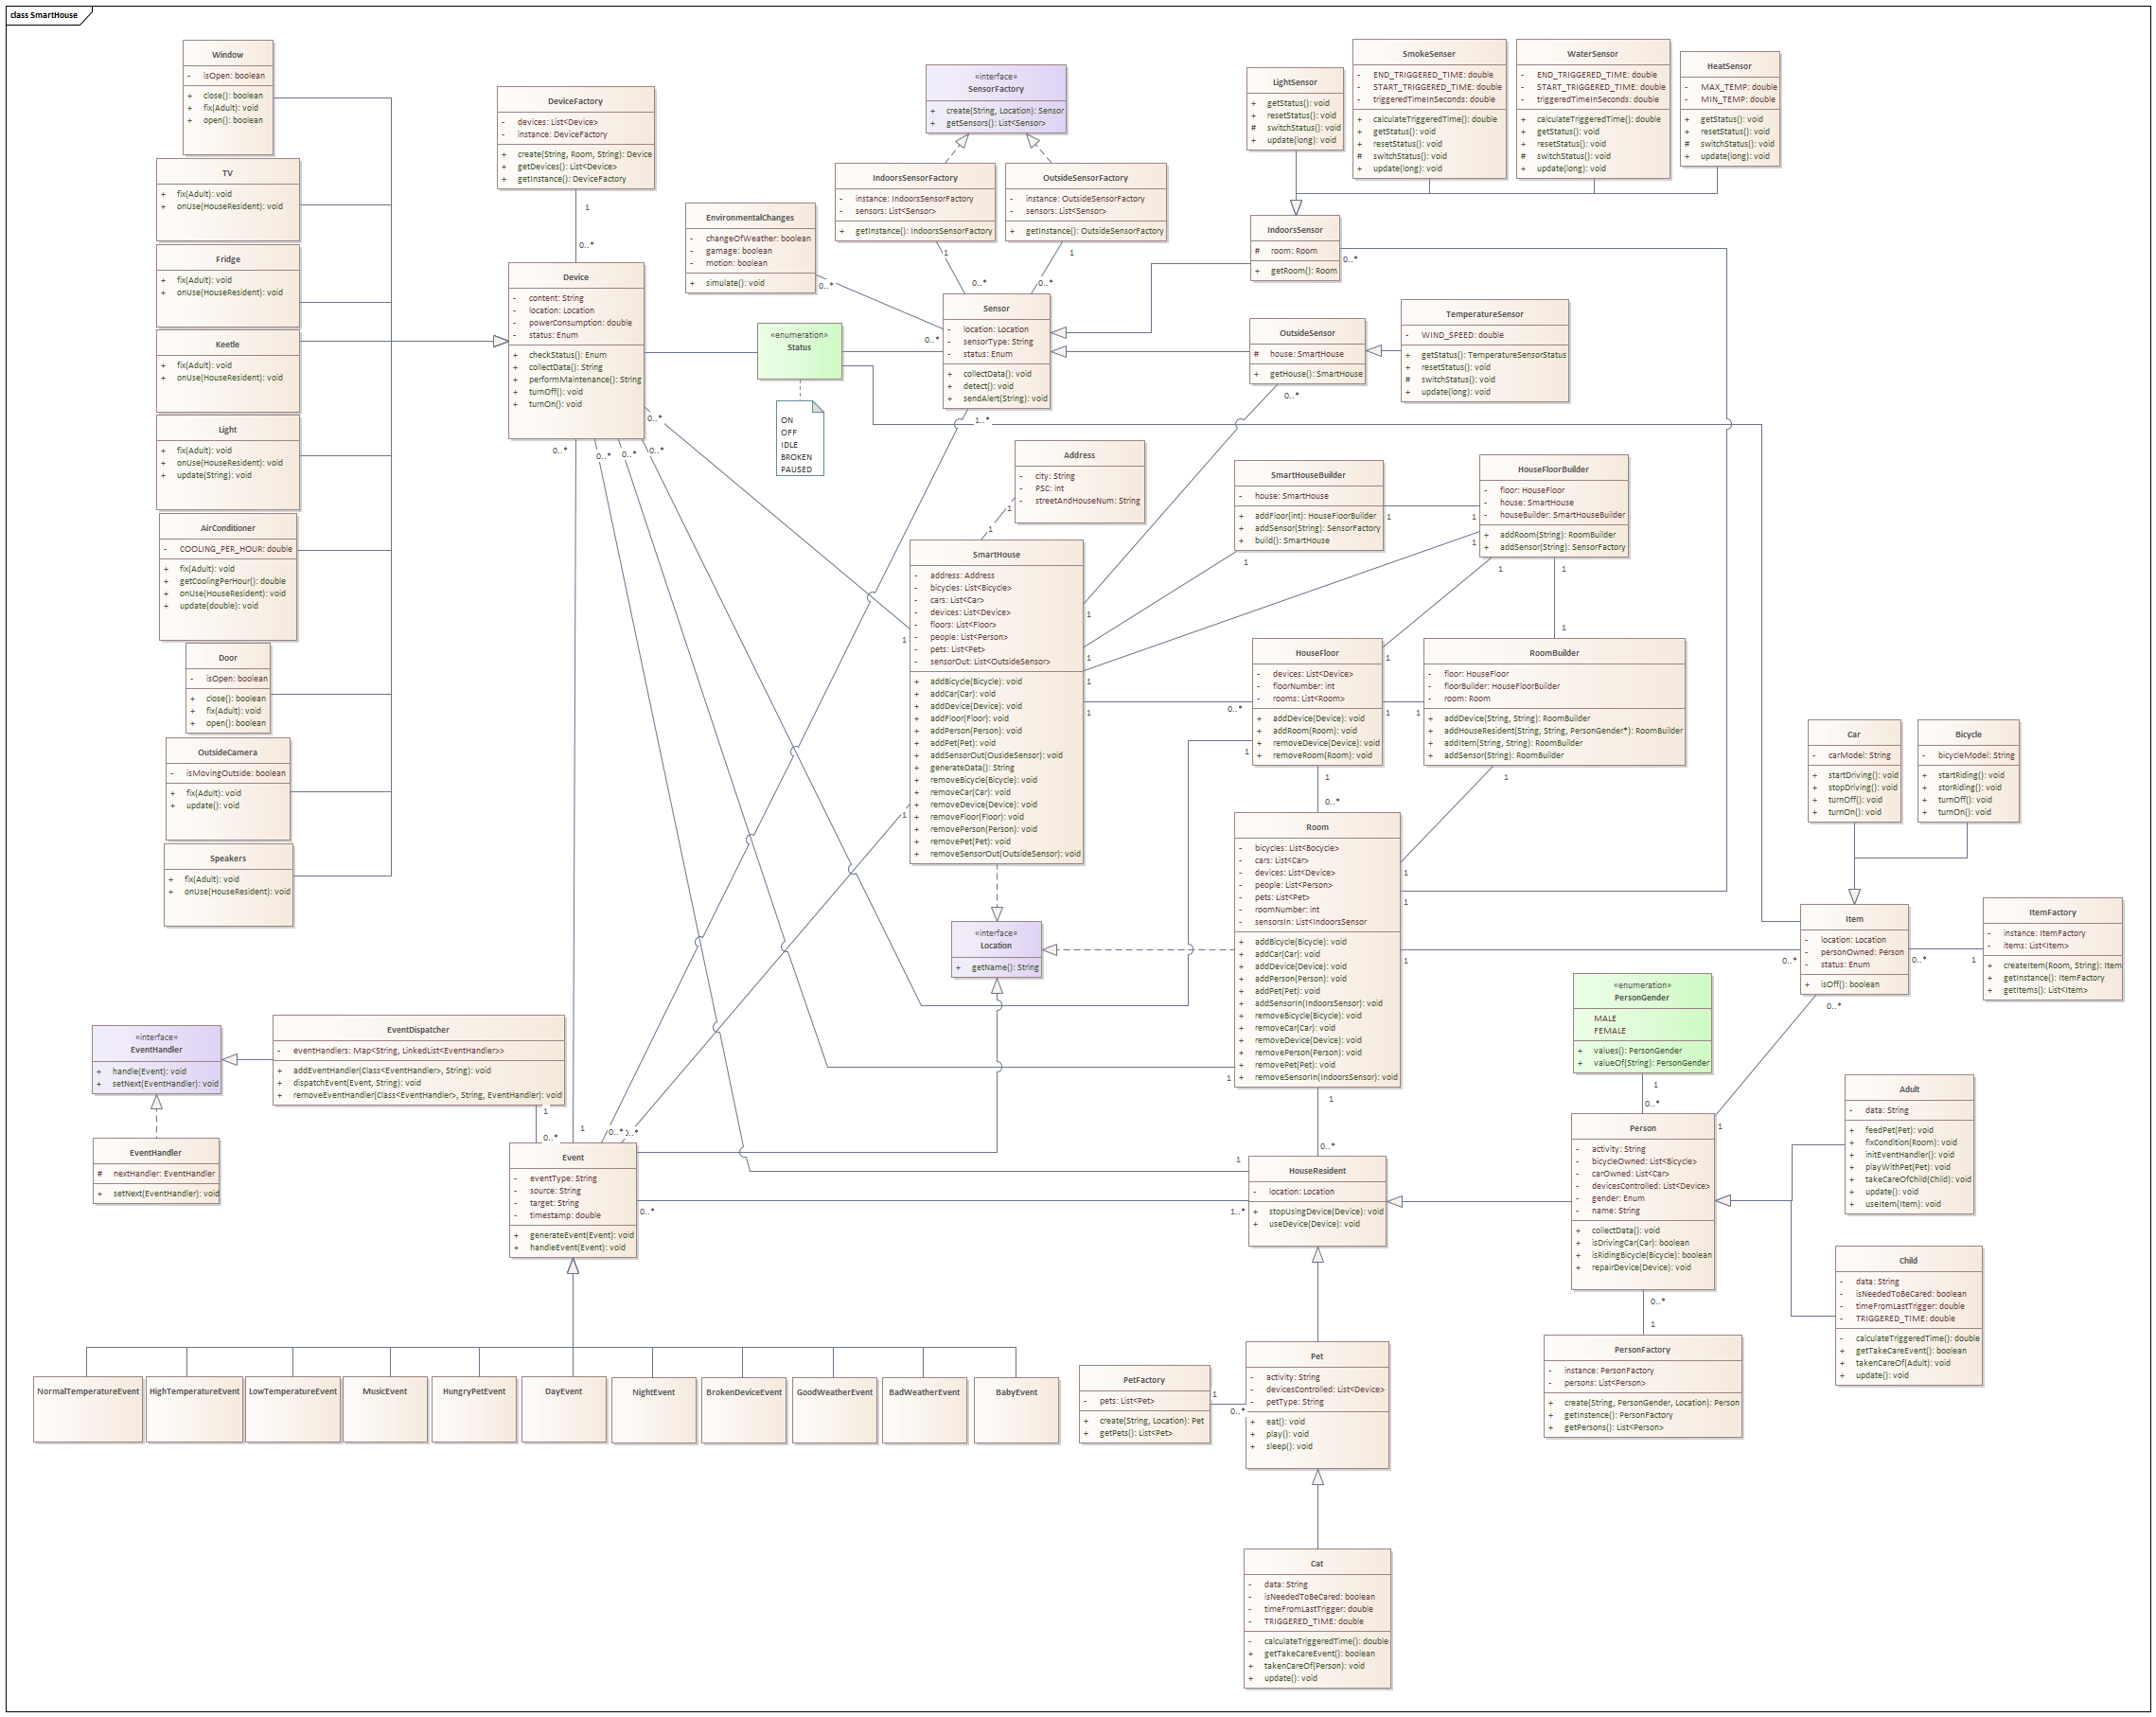 class SmartHouse
Window
- isOpen: boolean
+ close(): boolean
+ fix(Adult): void
+ open(): boolean
TV
+ fix(Adult): void
+ onUse(HouseResident): void
Fridge
+ fix(Adult): void
+ onUse(HouseResident): void
Keetle
+ fix(Adult): void
+ onUse(HouseResident): void
Light
+ fix(Adult): void
+ onUse(HouseResident): void
+ update(String): void
AirConditioner
- COOLING_PER_HOUR: double
+ fix(Adult): void
+ getCoolingPerHour(): double
+ onUse(HouseResident): void
+ update(double): void
Door
- isOpen: boolean
+ close(): boolean
+ fix(Adult): void
+ open(): boolean
OutsideCamera
- isMovingOutside: boolean
+ fix(Adult): void
+ update(): void
Speakers
+ fix(Adult): void
+ onUse(HouseResident): void
DeviceFactory
- devices: List<Device>
- instance: DeviceFactory
+ create(String, Room, String): Device
+ getDevices(): List<Device>
+ getInstance(): DeviceFactory
1
0..*
Device
- content: String
- location: Location
- powerConsumption: double
- status: Enum
+ checkStatus(): Enum
+ collectData(): String
+ performMaintenance(): String
+ turnOff(): void
+ turnOn(): void
0..*
0..*
0..*
0..*
0..*
EnvironmentalChanges
- changeOfWeather: boolean
- gamage: boolean
- motion: boolean
+ simulate(): void
0..*
0..*
«enumeration»
Status
ON
OFF
IDLE
BROKEN
PAUSED
«interface»
SensorFactory
+ create(String, Location): Sensor
+ getSensors(): List<Sensor>
IndoorsSensorFactory
- instance: IndoorsSensorFactory
- sensors: List<Sensor>
+ getInstance(): IndoorsSensorFactory
1
0..*
OutsideSensorFactory
- instance: OutsideSensorFactory
- sensors: List<Sensor>
+ getInstance(): OutsideSensorFactory
1
0..*
Sensor
- location: Location
- sensorType: String
- status: Enum
+ collectData(): void
+ detect(): void
+ sendAlert(String): void
1..*
LightSensor
+ getStatus(): void
+ resetStatus(): void
# switchStatus(): void
+ update(long): void
SmokeSenser
- END_TRIGGERED_TIME: double
- START_TRIGGERED_TIME: double
- triggeredTimeInSeconds: double
+ calculateTriggeredTime(): double
+ getStatus(): void
+ resetStatus(): void
# switchStatus(): void
+ update(long): void
WaterSensor
- END_TRIGGERED_TIME: double
- START_TRIGGERED_TIME: double
- triggeredTimeInSeconds: double
+ calculateTriggeredTime(): double
+ getStatus(): void
+ resetStatus(): void
# switchStatus(): void
+ update(long): void
HeatSensor
- MAX_TEMP: double
- MIN_TEMP: double
+ getStatus(): void
+ resetStatus(): void
# switchStatus(): void
+ update(long): void
IndoorsSensor
# room: Room
+ getRoom(): Room
0..*
OutsideSensor
# house: SmartHouse
+ getHouse(): SmartHouse
0..*
TemperatureSensor
- WIND_SPEED: double
+ getStatus(): TemperatureSensorStatus
+ resetStatus(): void
# switchStatus(): void
+ update(long): void
Address
- city: String
- PSC: int
- streetAndHouseNum: String
1
1
SmartHouse
- address: Address
- bicycles: List<Bicycle>
- cars: List<Car>
- devices: List<Device>
- floors: List<Floor>
- people: List<Person>
- pets: List<Pet>
- sensorOut: List<OutsideSensor>
+ addBicycle(Bicycle): void
+ addCar(Car): void
+ addDevice(Device): void
+ addFloor(Floor): void
+ addPerson(Person): void
+ addPet(Pet): void
+ addSensorOut(OusideSensor): void
+ generateData(): String
+ removeBicycle(Bicycle): void
+ removeCar(Car): void
+ removeDevice(Device): void
+ removeFloor(Floor): void
+ removePerson(Person): void
+ removePet(Pet): void
+ removeSensorOut(OutsideSensor): void
1
1
1
1
1
1
SmartHouseBuilder
- house: SmartHouse
+ addFloor(int): HouseFloorBuilder
+ addSensor(String): SensorFactory
+ build(): SmartHouse
1
1
HouseFloorBuilder
- floor: HouseFloor
- house: SmartHouse
- houseBuilder: SmartHouseBuilder
+ addRoom(String): RoomBuilder
+ addSensor(String): SensorFactory
1
1
1
1
HouseFloor
- devices: List<Device>
- floorNumber: int
- rooms: List<Room>
+ addDevice(Device): void
+ addRoom(Room): void
+ removeDevice(Device): void
+ removeRoom(Room): void
0..*
1
1
1
1
0..*
RoomBuilder
- floor: HouseFloor
- floorBuilder: HouseFloorBuilder
- room: Room
+ addDevice(String, String): RoomBuilder
+ addHouseResident(String, String, PersonGender*): RoomBuilder
+ addItem(String, String): RoomBuilder
+ addSensor(String): RoomBuilder
1
1
1
Room
- bicycles: List<Bocycle>
- cars: List<Car>
- devices: List<Device>
- people: List<Person>
- pets: List<Pet>
- roomNumber: int
- sensorsIn: List<IndoorsSensor
+ addBicycle(Bicycle): void
+ addCar(Car): void
+ addDevice(Device): void
+ addPerson(Person): void
+ addPet(Pet): void
+ addSensorIn(IndoorsSensor): void
+ removeBicycle(Bicycle): void
+ removeCar(Car): void
+ removeDevice(Device): void
+ removePerson(Person): void
+ removePet(Pet): void
+ removeSensorIn(IndoorsSensor): void
1
1
1
1
1
0..*
«interface»
Location
+ getName(): String
Car
- carModel: String
+ startDriving(): void
+ stopDriving(): void
+ turnOff(): void
+ turnOn(): void
Bicycle
- bicycleModel: String
+ startRiding(): void
+ storRiding(): void
+ turnOff(): void
+ turnOn(): void
Item
- location: Location
- personOwned: Person
- status: Enum
+ isOff(): boolean
0..*
0..*
0..*
1
ItemFactory
- instance: ItemFactory
- items: List<Item>
+ createItem(Room, String): Item
+ getInstance(): ItemFactory
+ getItems(): List<Item>
«enumeration»
PersonGender
MALE
FEMALE
+ values(): PersonGender
+ valueOf(String): PersonGender
1
0..*
Person
- activity: String
- bicycleOwned: List<Bicycle>
- carOwned: List<Car>
- devicesControlled: List<Device>
- gender: Enum
- name: String
+ collectData(): void
+ isDrivingCar(Car): boolean
+ isRidingBicycle(Bicycle): boolean
+ repairDevice(Device): void
1
0..*
1
Adult
- data: String
+ feedPet(Pet): void
+ fixCondition(Room): void
+ initEventHandler(): void
+ playWithPet(Pet): void
+ takeCareOfChild(Child): void
+ update(): void
+ useItem(Item): void
Child
- data: String
- isNeededToBeCared: boolean
- timeFromLastTrigger: double
- TRIGGERED_TIME: double
- calculateTriggeredTime(): double
+ getTakeCareEvent(): boolean
+ takenCareOf(Adult): void
+ update(): void
PersonFactory
- instance: PersonFactory
- persons: List<Person>
+ create(String, PersonGender, Location): Person
+ getInstence(): PersonFactory
+ getPersons(): List<Person>
«interface»
EventHandler
+ handle(Event): void
+ setNext(EventHandler): void
EventHandler
# nextHandler: EventHandler
+ setNext(EventHandler): void
EventDispatcher
- eventHandlers: Map<String, LinkedList<EventHandler>>
+ addEventHandler(Class<EventHandler>, String): void
+ dispatchEvent(Event, String): void
+ removeEventHandler(Class<EventHandler>, String, EventHandler): void
1
0..*
1
0..*
Event
- eventType: String
- source: String
- target: String
- timestamp: double
+ generateEvent(Event): void
+ handleEvent(Event): void
0..*
1
1..*
HouseResident
- location: Location
+ stopUsingDevice(Device): void
+ useDevice(Device): void
NormalTemperatureEvent
HighTemperatureEvent
LowTemperatureEvent
MusicEvent
HungryPetEvent
DayEvent
NightEvent
BrokenDeviceEvent
GoodWeatherEvent
BadWeatherEvent
BabyEvent
PetFactory
- pets: List<Pet>
+ create(String, Location): Pet
+ getPets(): List<Pet>
1
0..*
Pet
- activity: String
- devicesControlled: List<Device>
- petType: String
+ eat(): void
+ play(): void
+ sleep(): void
Cat
- data: String
- isNeededToBeCared: boolean
- timeFromLastTrigger: double
- TRIGGERED_TIME: double
- calculateTriggeredTime(): double
+ getTakeCareEvent(): boolean
+ takenCareOf(Person): void
+ update(): void